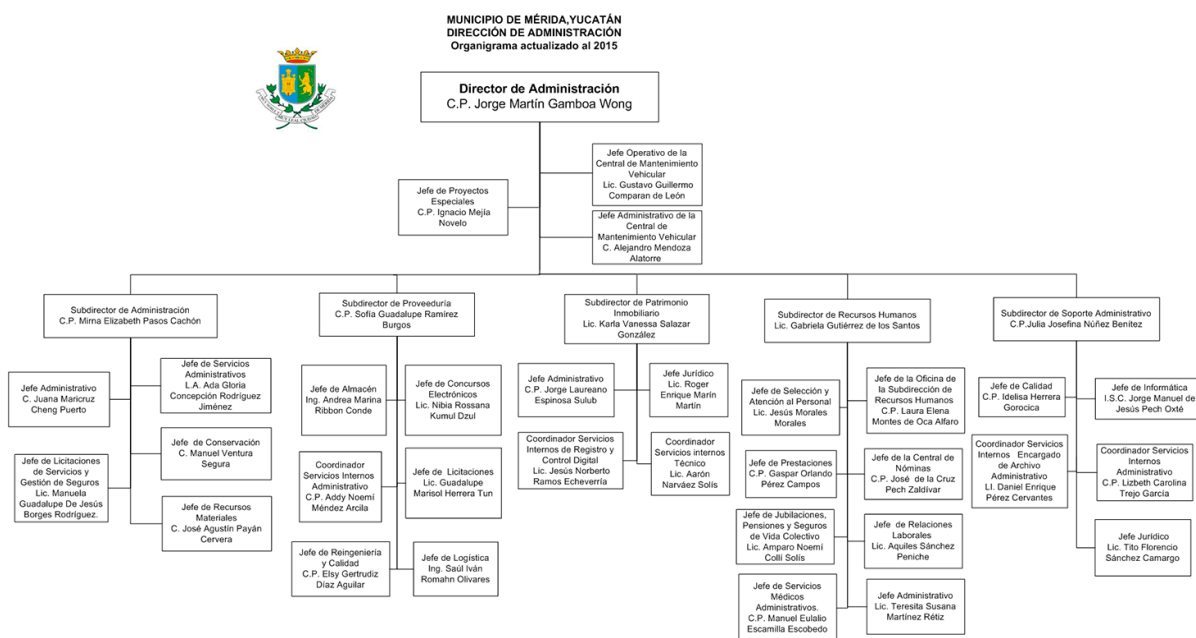 MUNICIPIO DE MÉRIDA,YUCATÁN
DIRECCIÓN DE ADMINISTRACIÓN
Organigrama actualizado al 2015
Director de Administración
C.P. Jorge Martín Gamboa Wong
Jefe Operativo de la
Central de Mantenimiento
Vehicular
Lic. Gustavo Guillermo
Comparan de León
Jefe de Proyectos
Especiales
C.P. Ignacio Mejía
Novelo
Jefe Administrativo de la
Central de
Mantenimiento Vehicular
C. Alejandro Mendoza
Alatorre
Subdirector de Administración
C.P. Mirna Elizabeth Pasos Cachón
Jefe Administrativo
C. Juana Maricruz
Cheng Puerto
Jefe de Servicios
Administrativos
L.A. Ada Gloria
Concepción Rodríguez
Jiménez
Jefe de Conservación
C. Manuel Ventura
Segura
Jefe de Licitaciones
de Servicios y
Gestión de Seguros
Lic. Manuela
Guadalupe De Jesús
Borges Rodríguez.
Jefe de Recursos
Materiales
C. José Agustín Payán
Cervera
Subdirector de Proveeduría
C.P. Sofía Guadalupe Ramírez
Burgos
Jefe de Almacén
Ing. Andrea Marina
Ribbon Conde
Jefe de Concursos
Electrónicos
Lic. Nibia Rossana
Kumul Dzul
Coordinador
Servicios Internos
Administrativo
C.P. Addy Noemí
Méndez Arcila
Jefe de Licitaciones
Lic. Guadalupe
Marisol Herrera Tun
Jefe de Reingeniería
y Calidad
C.P. Elsy Gertrudiz
Díaz Aguilar
Jefe de Logística
Ing. Saúl Iván
Romahn Olivares
Subdirector de Patrimonio
Inmobiliario
Lic. Karla Vanessa Salazar
González
Jefe Administrativo
C.P. Jorge Laureano
Espinosa Sulub
Jefe Jurídico
Lic. Roger
Enrique Marín
Martín
Coordinador Servicios
Internos de Registro y
Control Digital
Lic. Jesús Norberto
Ramos Echeverría
Coordinador
Servicios internos
Técnico
Lic. Aarón
Narváez Solís
Subdirector de Recursos Humanos
Lic. Gabriela Gutiérrez de los Santos
Jefe de Selección y
Atención al Personal
Lic. Jesús Morales
Morales
Jefe de la Oficina de
la Subdirección de
Recursos Humanos
C.P. Laura Elena
Montes de Oca Alfaro
Jefe de Prestaciones
C.P. Gaspar Orlando
Pérez Campos
Jefe de la Central de
Nóminas
C.P. José de la Cruz
Pech Zaldívar
Jefe de Jubilaciones,
Pensiones y Seguros
de Vida Colectivo
Lic. Amparo Noemí
Colli Solís
Jefe de Relaciones
Laborales
Lic. Aquiles Sánchez
Peniche
Jefe de Servicios
Médicos
Administrativos.
C.P. Manuel Eulalio
Escamilla Escobedo
Jefe Administrativo
Lic. Teresita Susana
Martínez Rétiz
Subdirector de Soporte Administrativo
C.P.Julia Josefina Núñez Benítez
Jefe de Calidad
C.P. Idelisa Herrera
Gorocica
Jefe de Informática
I.S.C. Jorge Manuel de
Jesús Pech Oxté
Coordinador Servicios
Internos Encargado de
Archivo Administrativo
LI. Daniel Enrique
Pérez Cervantes
Coordinador Servicios
Internos
Administrativo
C.P. Lizbeth Carolina
Trejo García
Jefe Jurídico
Lic. Tito Florencio
Sánchez Camargo